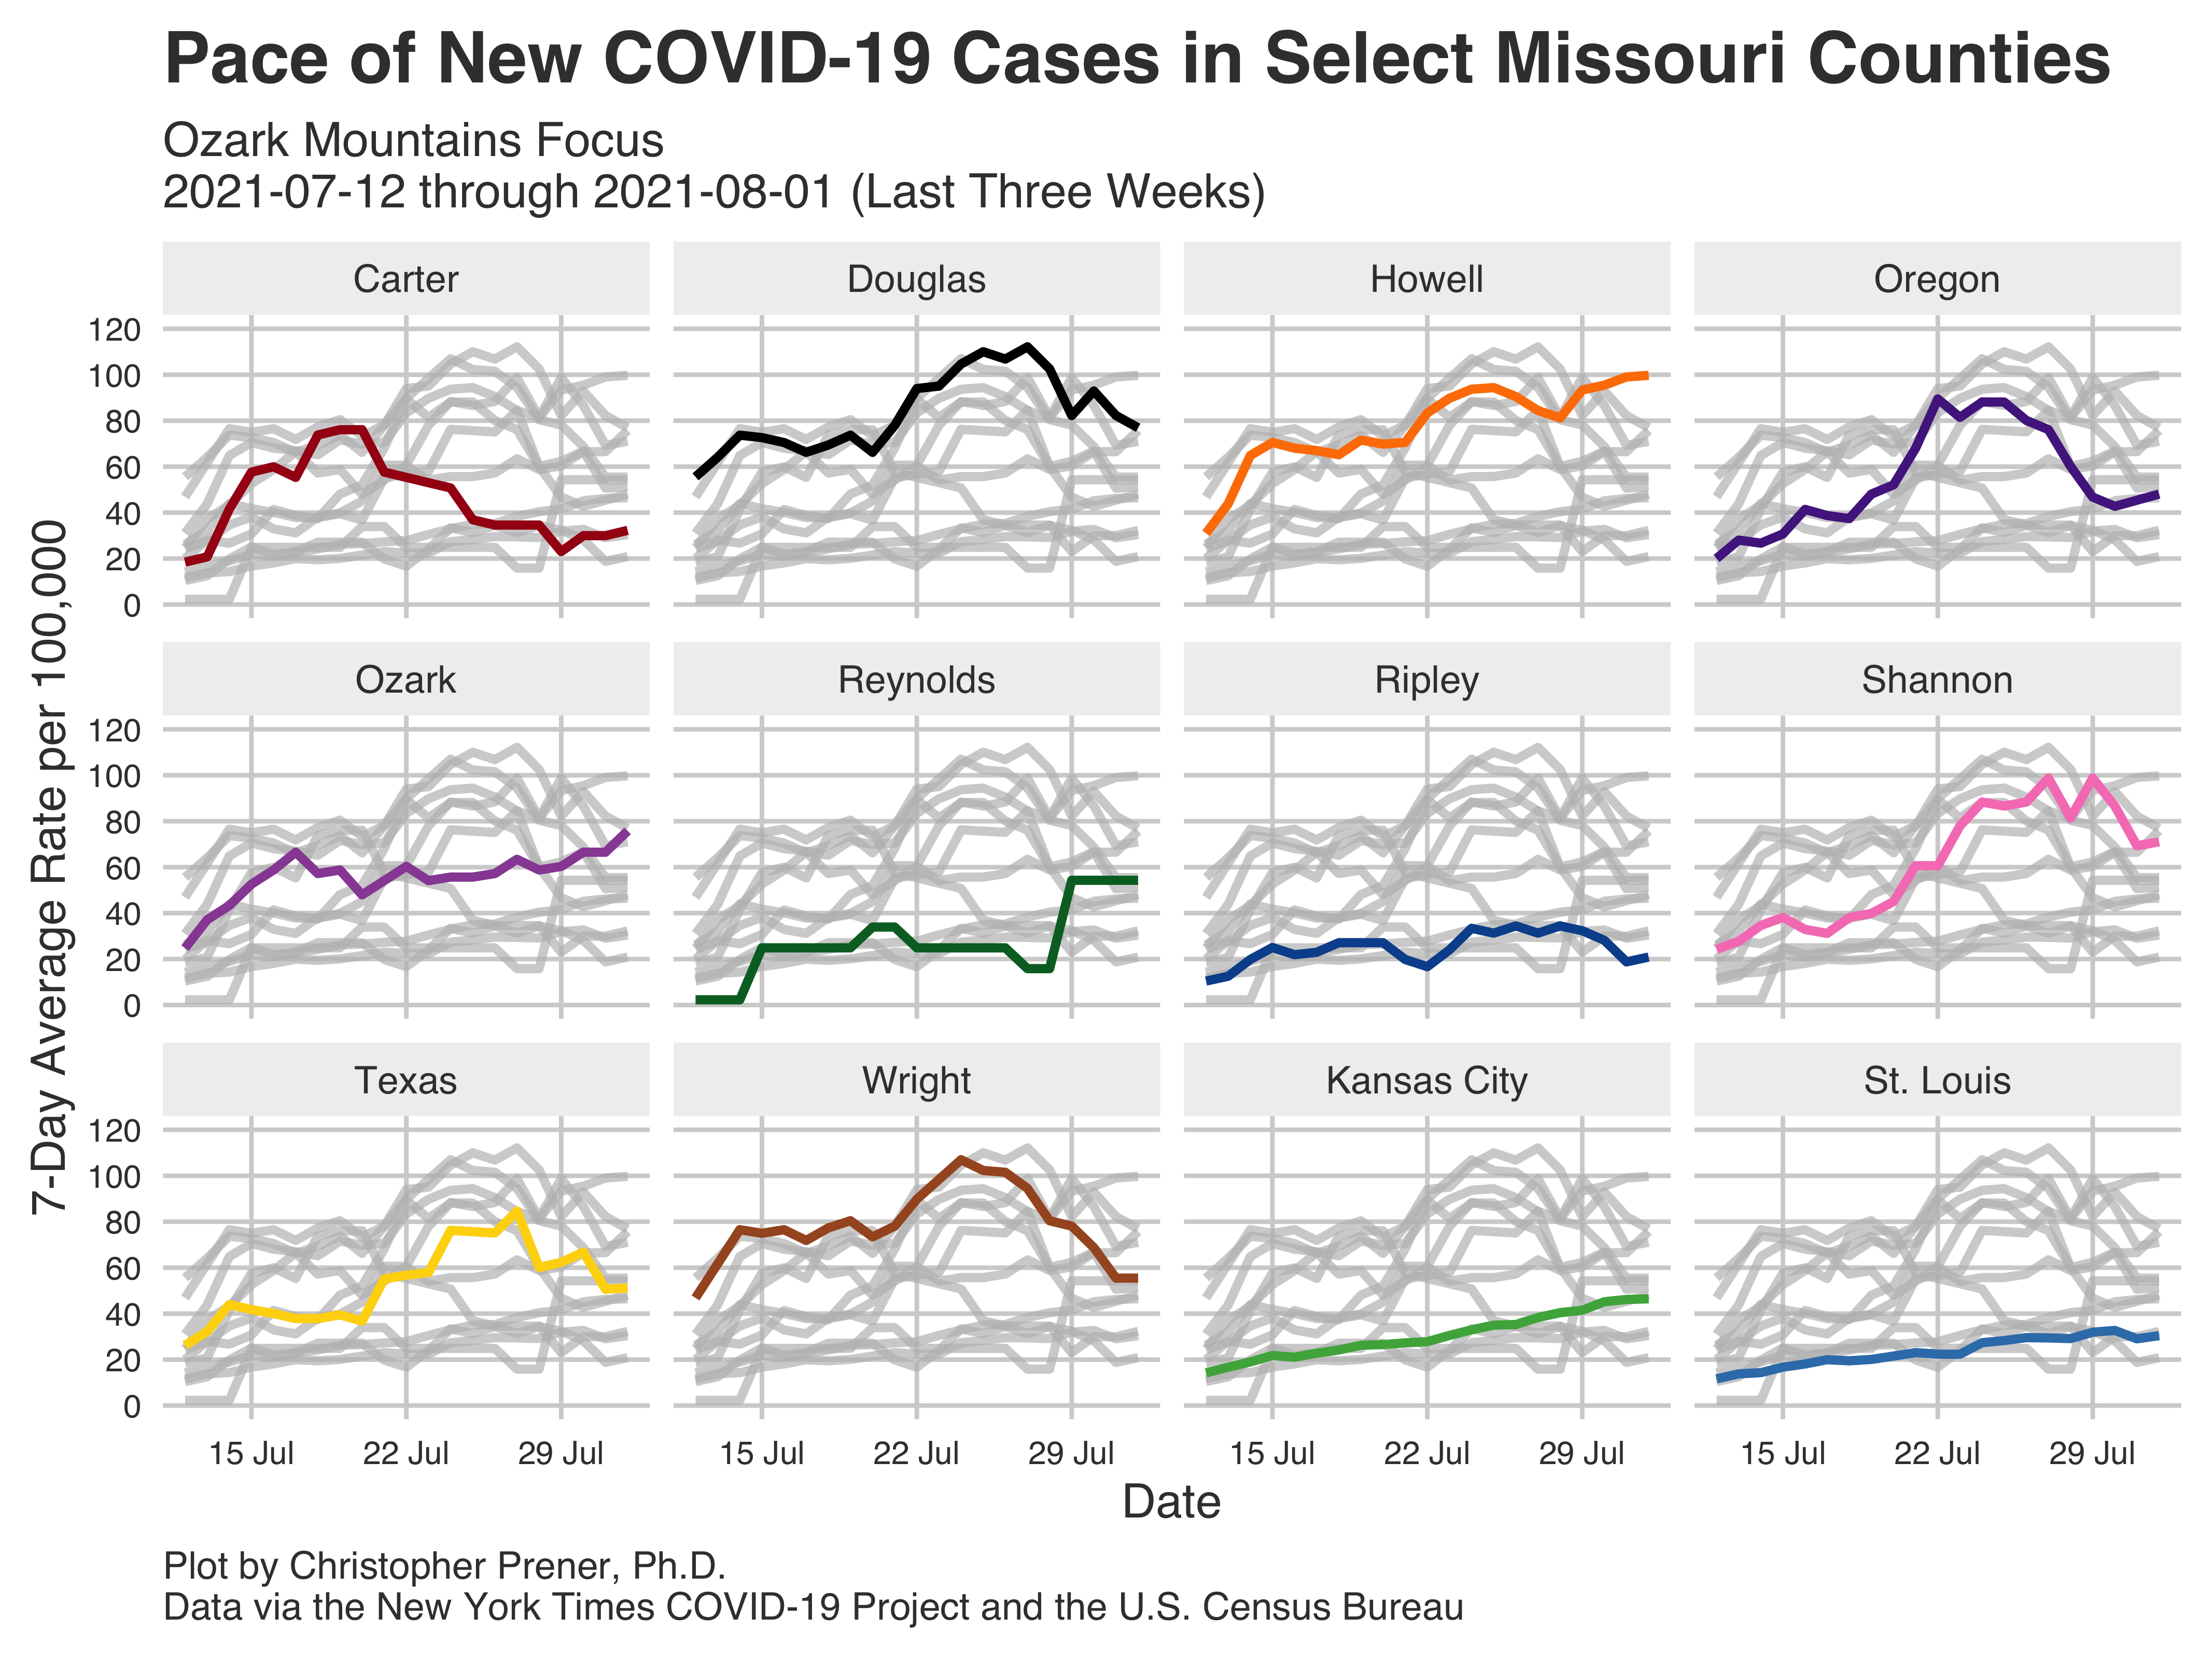 Pace of New COVID-19 Cases in Select Missouri Counties
Ozark Mountains Focus
2021-07-12 through 2021-08-01 (Last Three Weeks)
7-Day Average Rate per 100,000
Carter
Douglas
Howell
Oregon
120
100
80
60
40
20
0
Ozark
Reynolds
Ripley
Shannon
120
100
80
60
40
20
0
Texas
Wright
Kansas City
St. Louis
120
100
80
60
40
20
0
15 Jul 22 Jul 29 Jul 15 Jul 22 Jul 29 Jul 15 Jul 22 Jul 29 Jul 15 Jul 22 Jul 29 Jul
Date
Plot by Christopher Prener, Ph.D.
Data via the New York Times COVID-19 Project and the U.S. Census Bureau